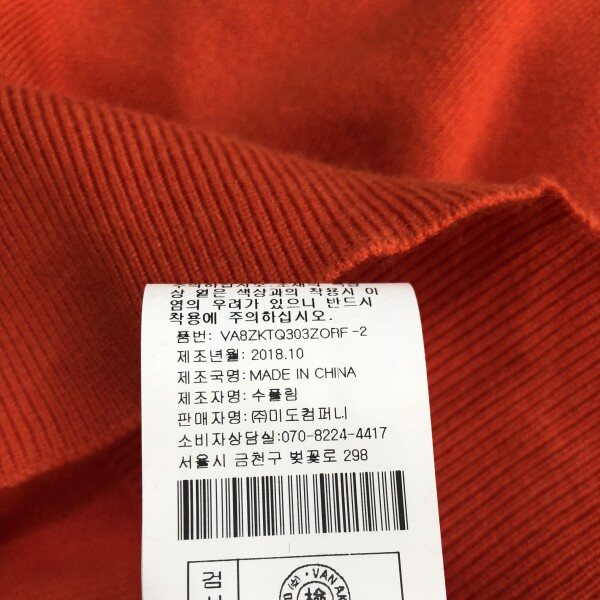 상 옅은 색상과의 착용시 이
염의 우려가 있으니 반드시
착용에 주의하십시오.
품번: VA8ZKTQ303ZORF-2
제조년월: 2018.10
제조국명: MADE IN CHINA
제조자명: 수플림
판매자명: (주)미도컴퍼니
소비자상담실: 070-8224-4417
서울시 금천구 벚꽃로 298
검
VAN
檢